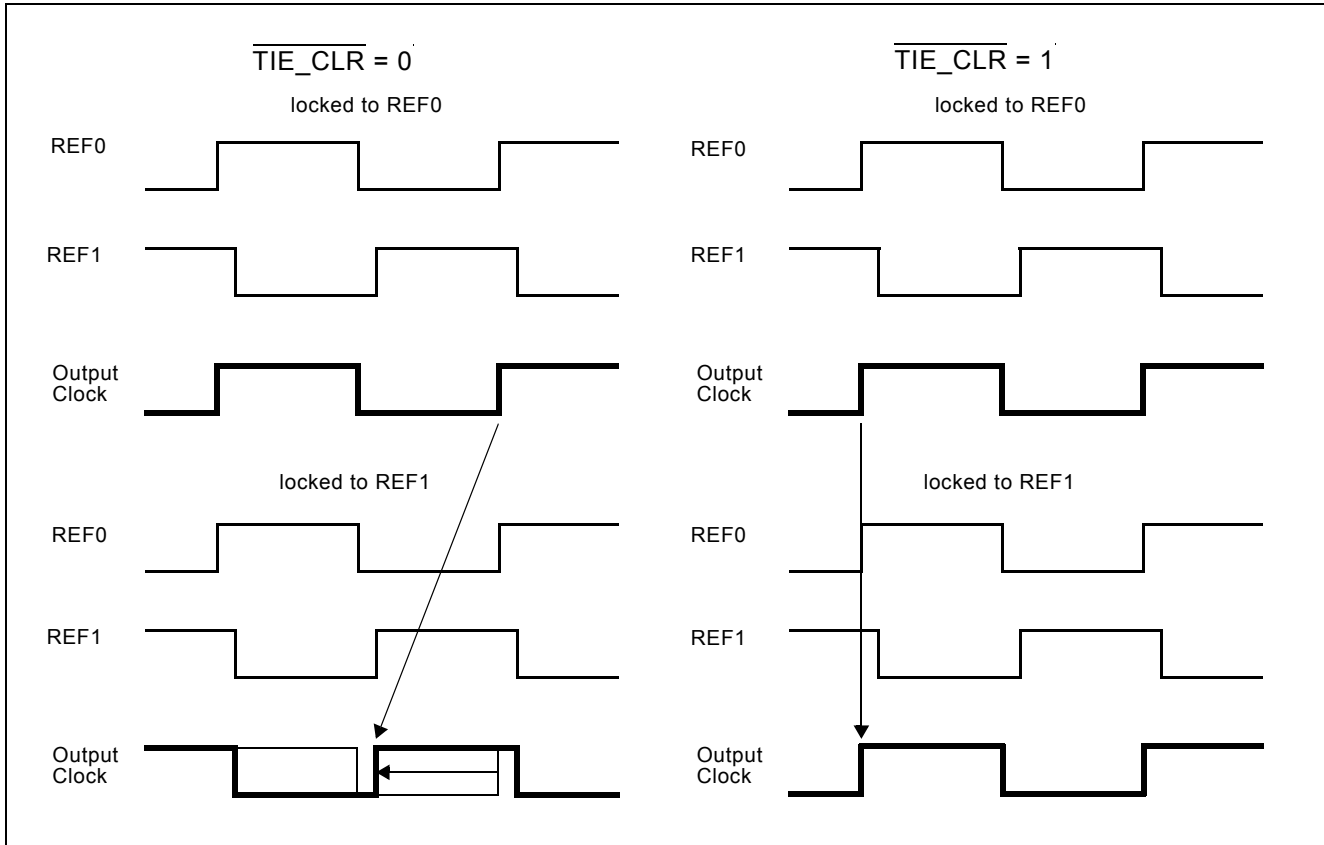 TIE_CLR = 0
locked to REF0
REF0
REF1
Output
Clock
locked to REF1
REF0
REF1
Output
Clock
TIE_CLR = 1
locked to REF0
REF0
REF1
Output
Clock
locked to REF1
REF0
REF1
Output
Clock